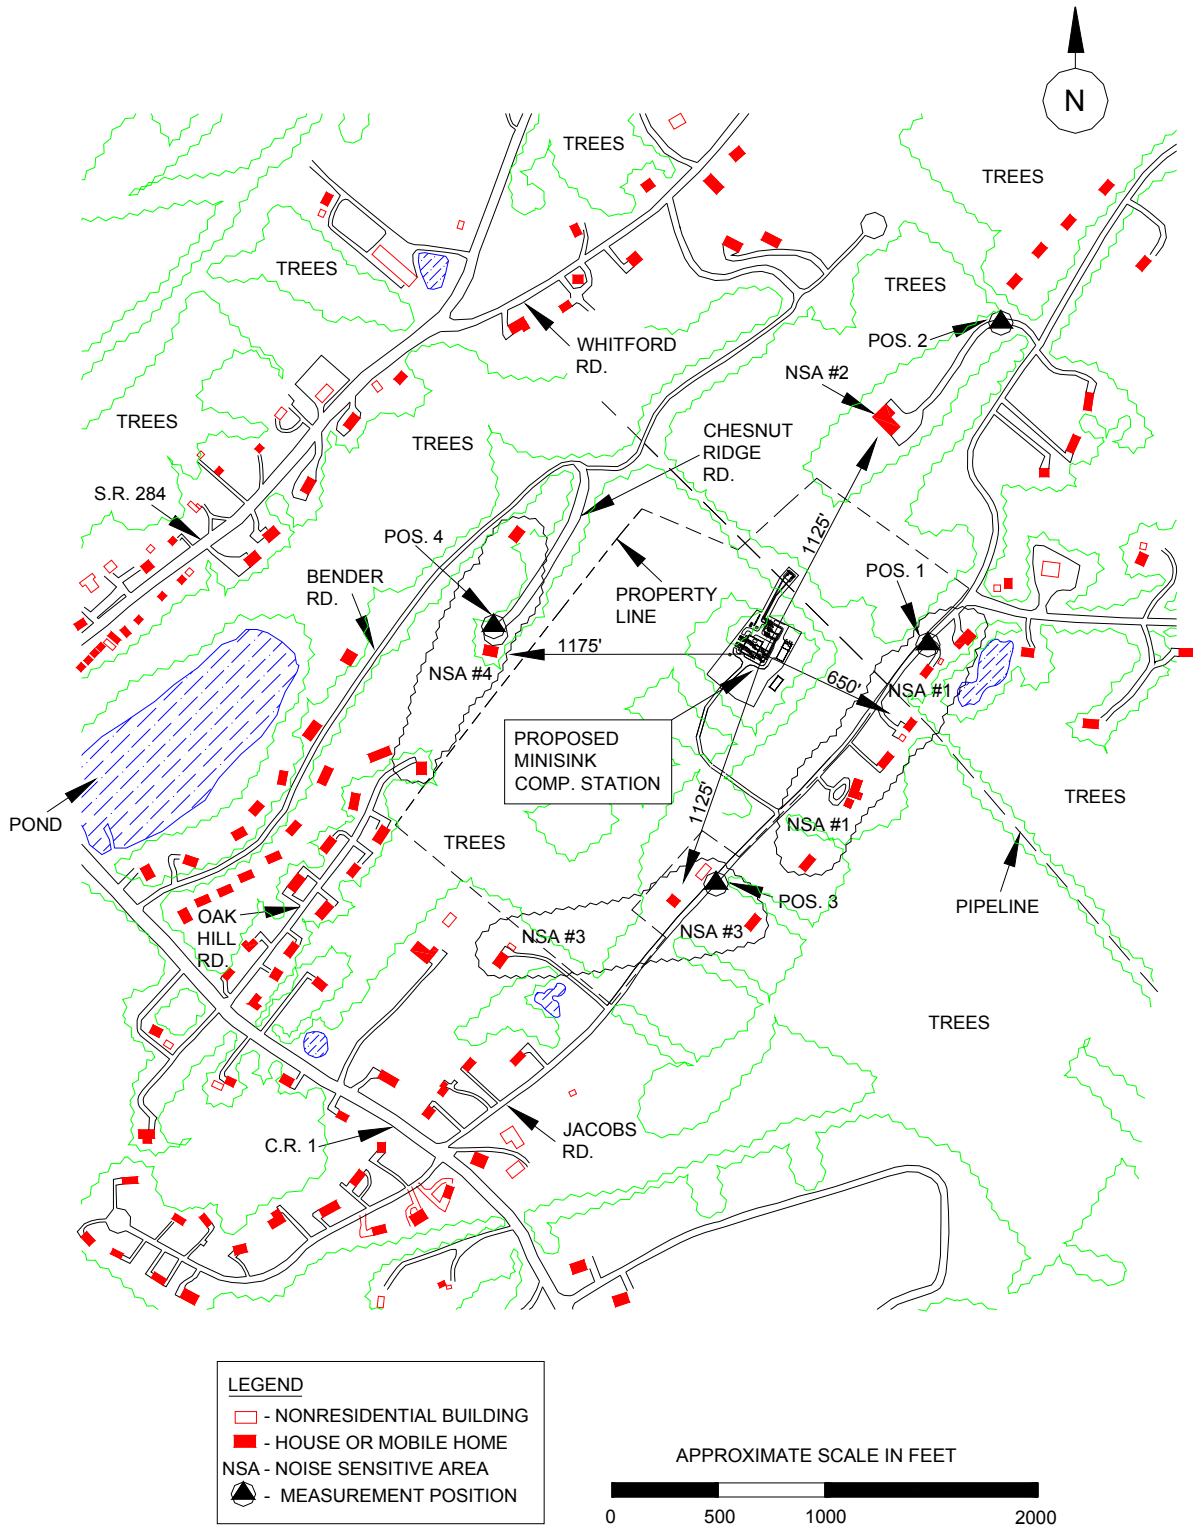 N
TREES
TREES
TREES
TREES
POS. 2
WHITFORD
RD.
NSA #2
TREES
TREES
CHESNUT
RIDGE
RD.
S.R. 284
POS. 4
1125'
BENDER
RD.
PROPERTY
LINE
POS. 1
1175'
NSA #4
650'
NSA #1
PROPOSED
MINISINK
COMP. STATION
TREES
POND
1125'
NSA #1
TREES
POS. 3
PIPELINE
OAK
HILL
RD.
NSA #3
NSA #3
TREES
C.R. 1
JACOBS
RD.
LEGEND
- NONRESIDENTIAL BUILDING
- HOUSE OR MOBILE HOME
NSA - NOISE SENSITIVE AREA
- MEASUREMENT POSITION
APPROXIMATE SCALE IN FEET
0 500 1000 2000